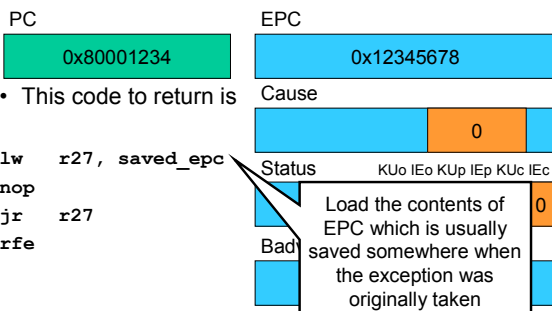 PC
0x80001234
• This code to return is
lw r27, saved_epc
nop
jr r27
rfe
EPC
0x12345678
Cause
0
Status KUo IEo KUp IEp KUc IEc
0
Load the contents of
EPC which is usually
saved somewhere when
the exception was
originally taken